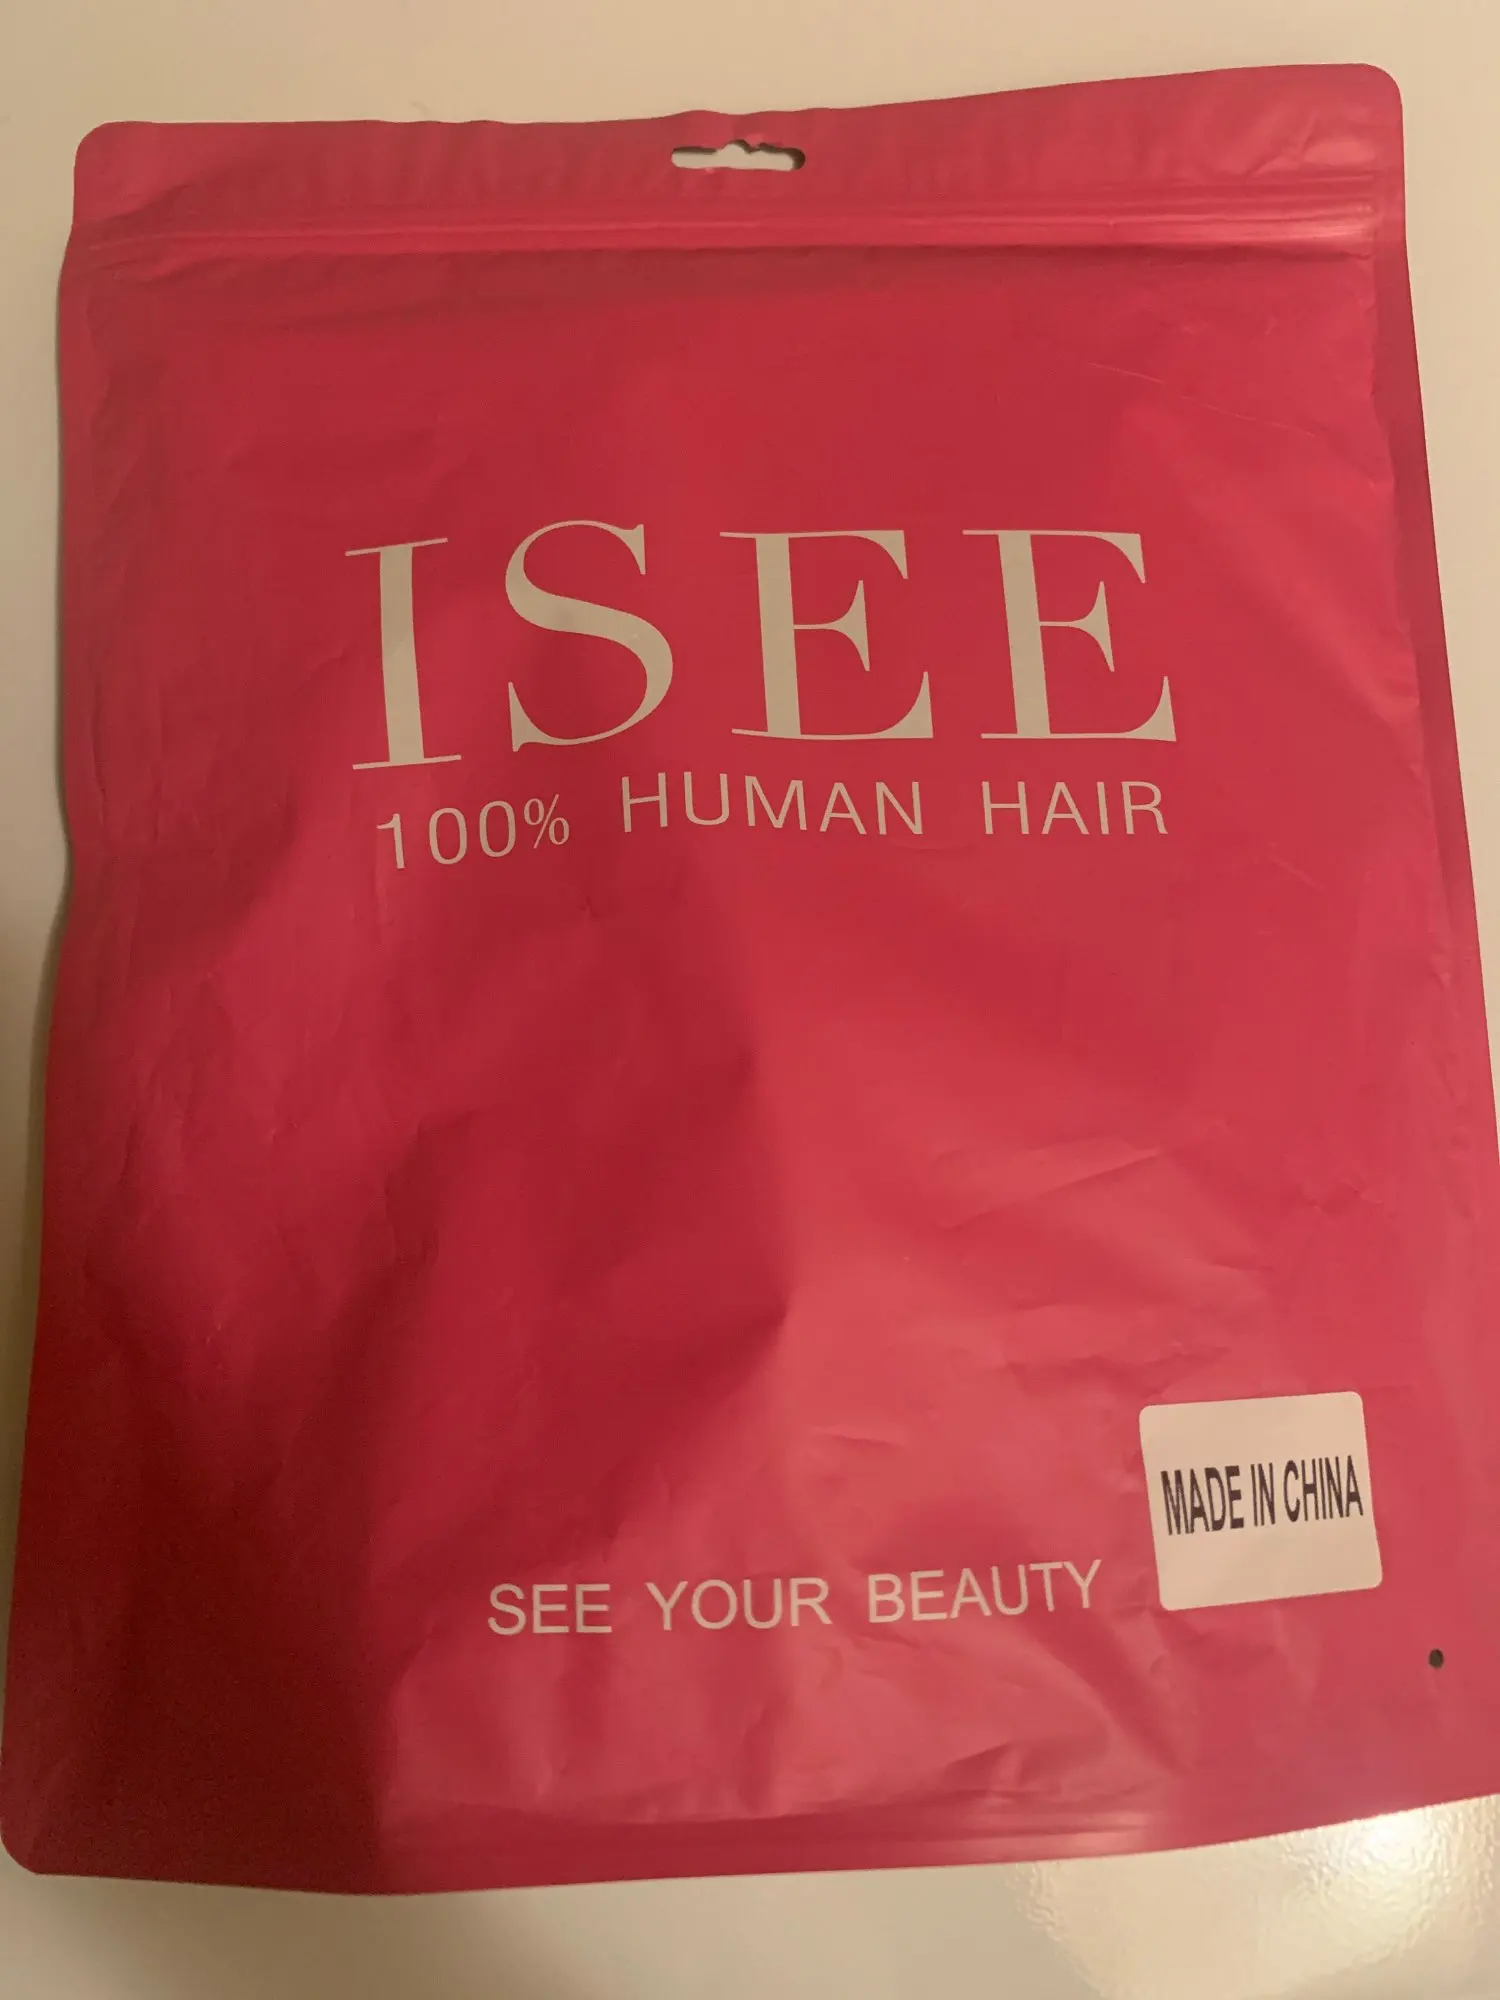 ISEE
100% HUMAN HAIR
MADE IN CHINA
SEE YOUR BEAUTY